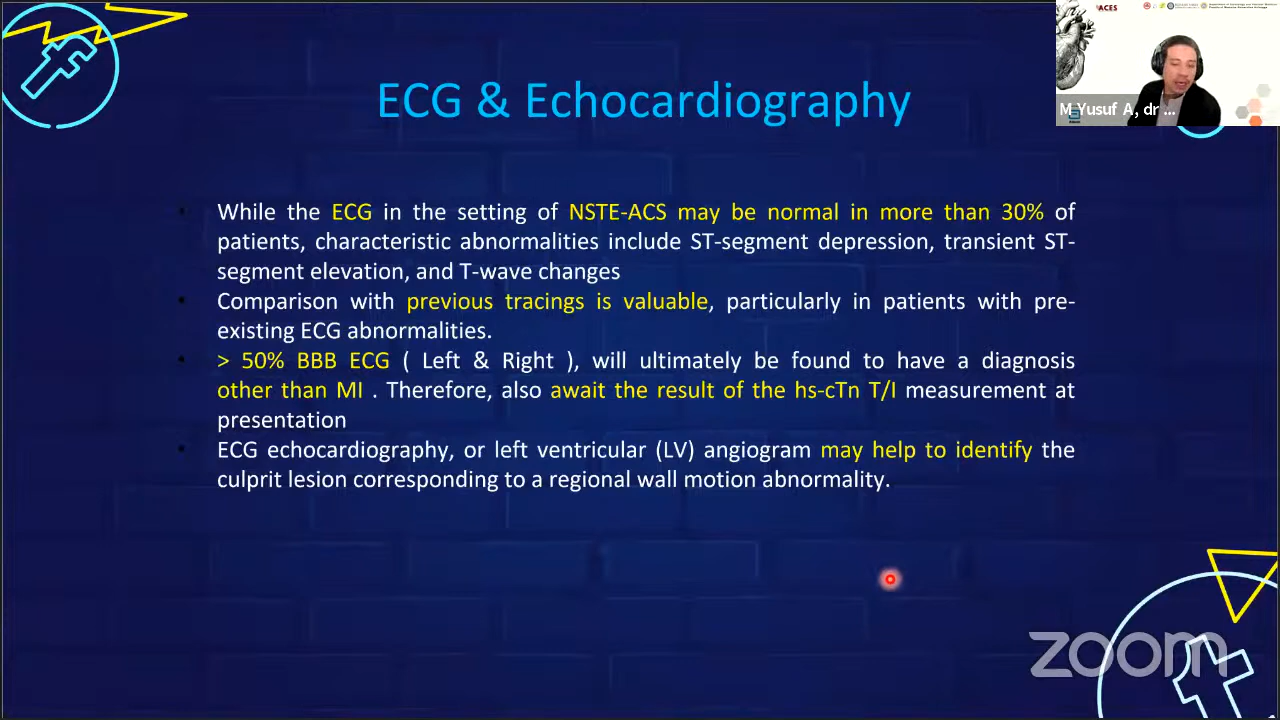 ACES
M Yusuf A, dr ...
ECG & Echocardiography
While the ECG in the setting of NSTE-ACS may be normal in more than 30% of
patients, characteristic abnormalities include ST-segment depression, transient ST-
segment elevation, and T-wave changes
Comparison with previous tracings is valuable, particularly in patients with pre-
existing ECG abnormalities.
> 50% BBB ECG ( Left & Right ), will ultimately be found to have a diagnosis
other than MI . Therefore, also await the result of the hs-cTn T/I measurement at
presentation
ECG echocardiography, or left ventricular (LV) angiogram may help to identify the
culprit lesion corresponding to a regional wall motion abnormality.
zoom